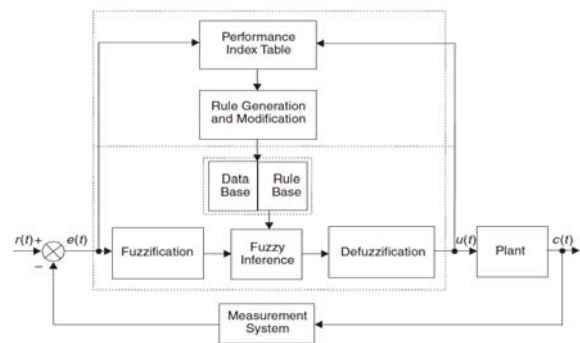 Performance
Index Table
Rule Generation
and Modification
Data
Base
Rule
Base
r(t)+
e(t)
Fuzzification
Fuzzy
Inference
Defuzzification
u(t)
Plant
c(t)
−
Measurement
System